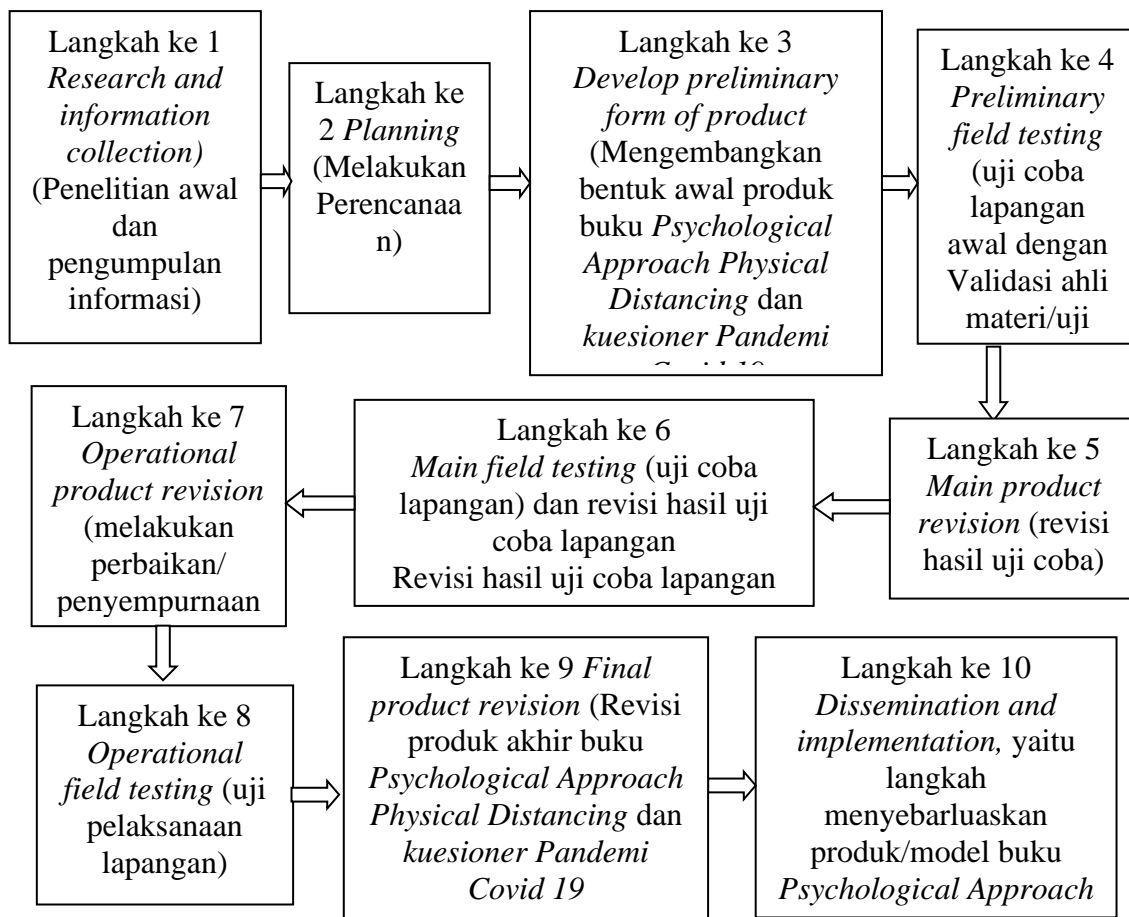 Langkah ke 1
Research and
information
collection)
(Penelitian awal
dan
pengumpulan
informasi)
Langkah ke
2 Planning
(Melakukan
Perencanaa
n)
Langkah ke 3
Develop preliminary
form of product
(Mengembangkan
bentuk awal produk
buku Psychological
Approach Physical
Distancing dan
kuesioner Pandemi
Covid 19
Langkah ke 4
Preliminary
field testing
(uji coba
lapangan
awal dengan
Validasi ahli
materi/uji
Langkah ke 5
Main product
revision (revisi
hasil uji coba)
Langkah ke 6
Main field testing (uji coba
lapangan) dan revisi hasil uji
coba lapangan
Revisi hasil uji coba lapangan
Langkah ke 7
Operational
product revision
(melakukan
perbaikan/
penyempurnaan
Langkah ke 8
Operational
field testing (uji
pelaksanaan
lapangan)
Langkah ke 9 Final
product revision (Revisi
produk akhir buku
Psychological Approach
Physical Distancing dan
kuesioner Pandemi
Covid 19
Langkah ke 10
Dissemination and
implementation, yaitu
langkah
menyebarluaskan
produk/model buku
Psychological Approach